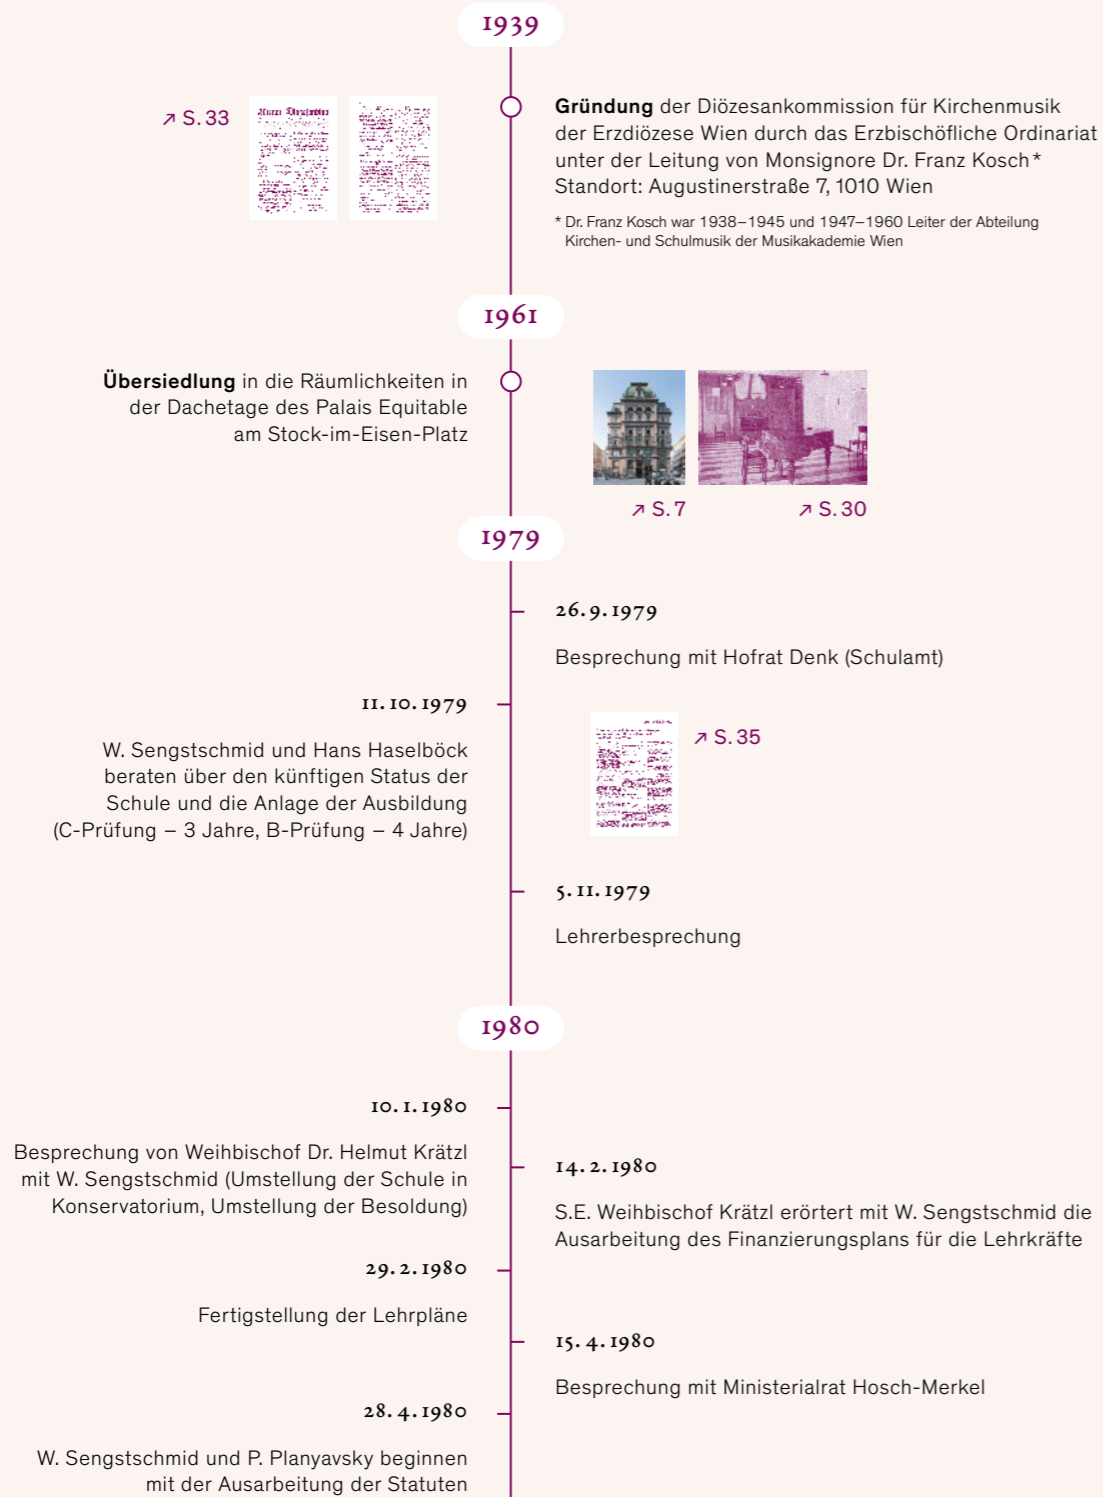 1939
↗ S. 33
Gründung der Diözesankommission für Kirchenmusik
der Erzdiözese Wien durch das Erzbischöfliche Ordinariat
unter der Leitung von Monsignore Dr. Franz Kosch*
Standort: Augustinerstraße 7, 1010 Wien
* Dr. Franz Kosch war 1938–1945 und 1947–1960 Leiter der Abteilung
Kirchen- und Schulmusik der Musikakademie Wien
1961
Übersiedlung in die Räumlichkeiten in
der Dachetage des Palais Equitable
am Stock-im-Eisen-Platz
↗ S. 7
↗ S. 30
1979
26. 9. 1979
Besprechung mit Hofrat Denk (Schulamt)
11. 10. 1979
W. Sengstschmid und Hans Haselböck
beraten über den künftigen Status der
Schule und die Anlage der Ausbildung
(C-Prüfung – 3 Jahre, B-Prüfung – 4 Jahre)
↗ S. 35
5. 11. 1979
Lehrerbesprechung
1980
10. 1. 1980
Besprechung von Weihbischof Dr. Helmut Krätzl
mit W. Sengstschmid (Umstellung der Schule in
Konservatorium, Umstellung der Besoldung)
14. 2. 1980
S.E. Weihbischof Krätzl erörtert mit W. Sengstschmid die
Ausarbeitung des Finanzierungsplans für die Lehrkräfte
29. 2. 1980
Fertigstellung der Lehrpläne
15. 4. 1980
Besprechung mit Ministerialrat Hosch-Merkel
28. 4. 1980
W. Sengstschmid und P. Planyavsky beginnen
mit der Ausarbeitung der Statuten